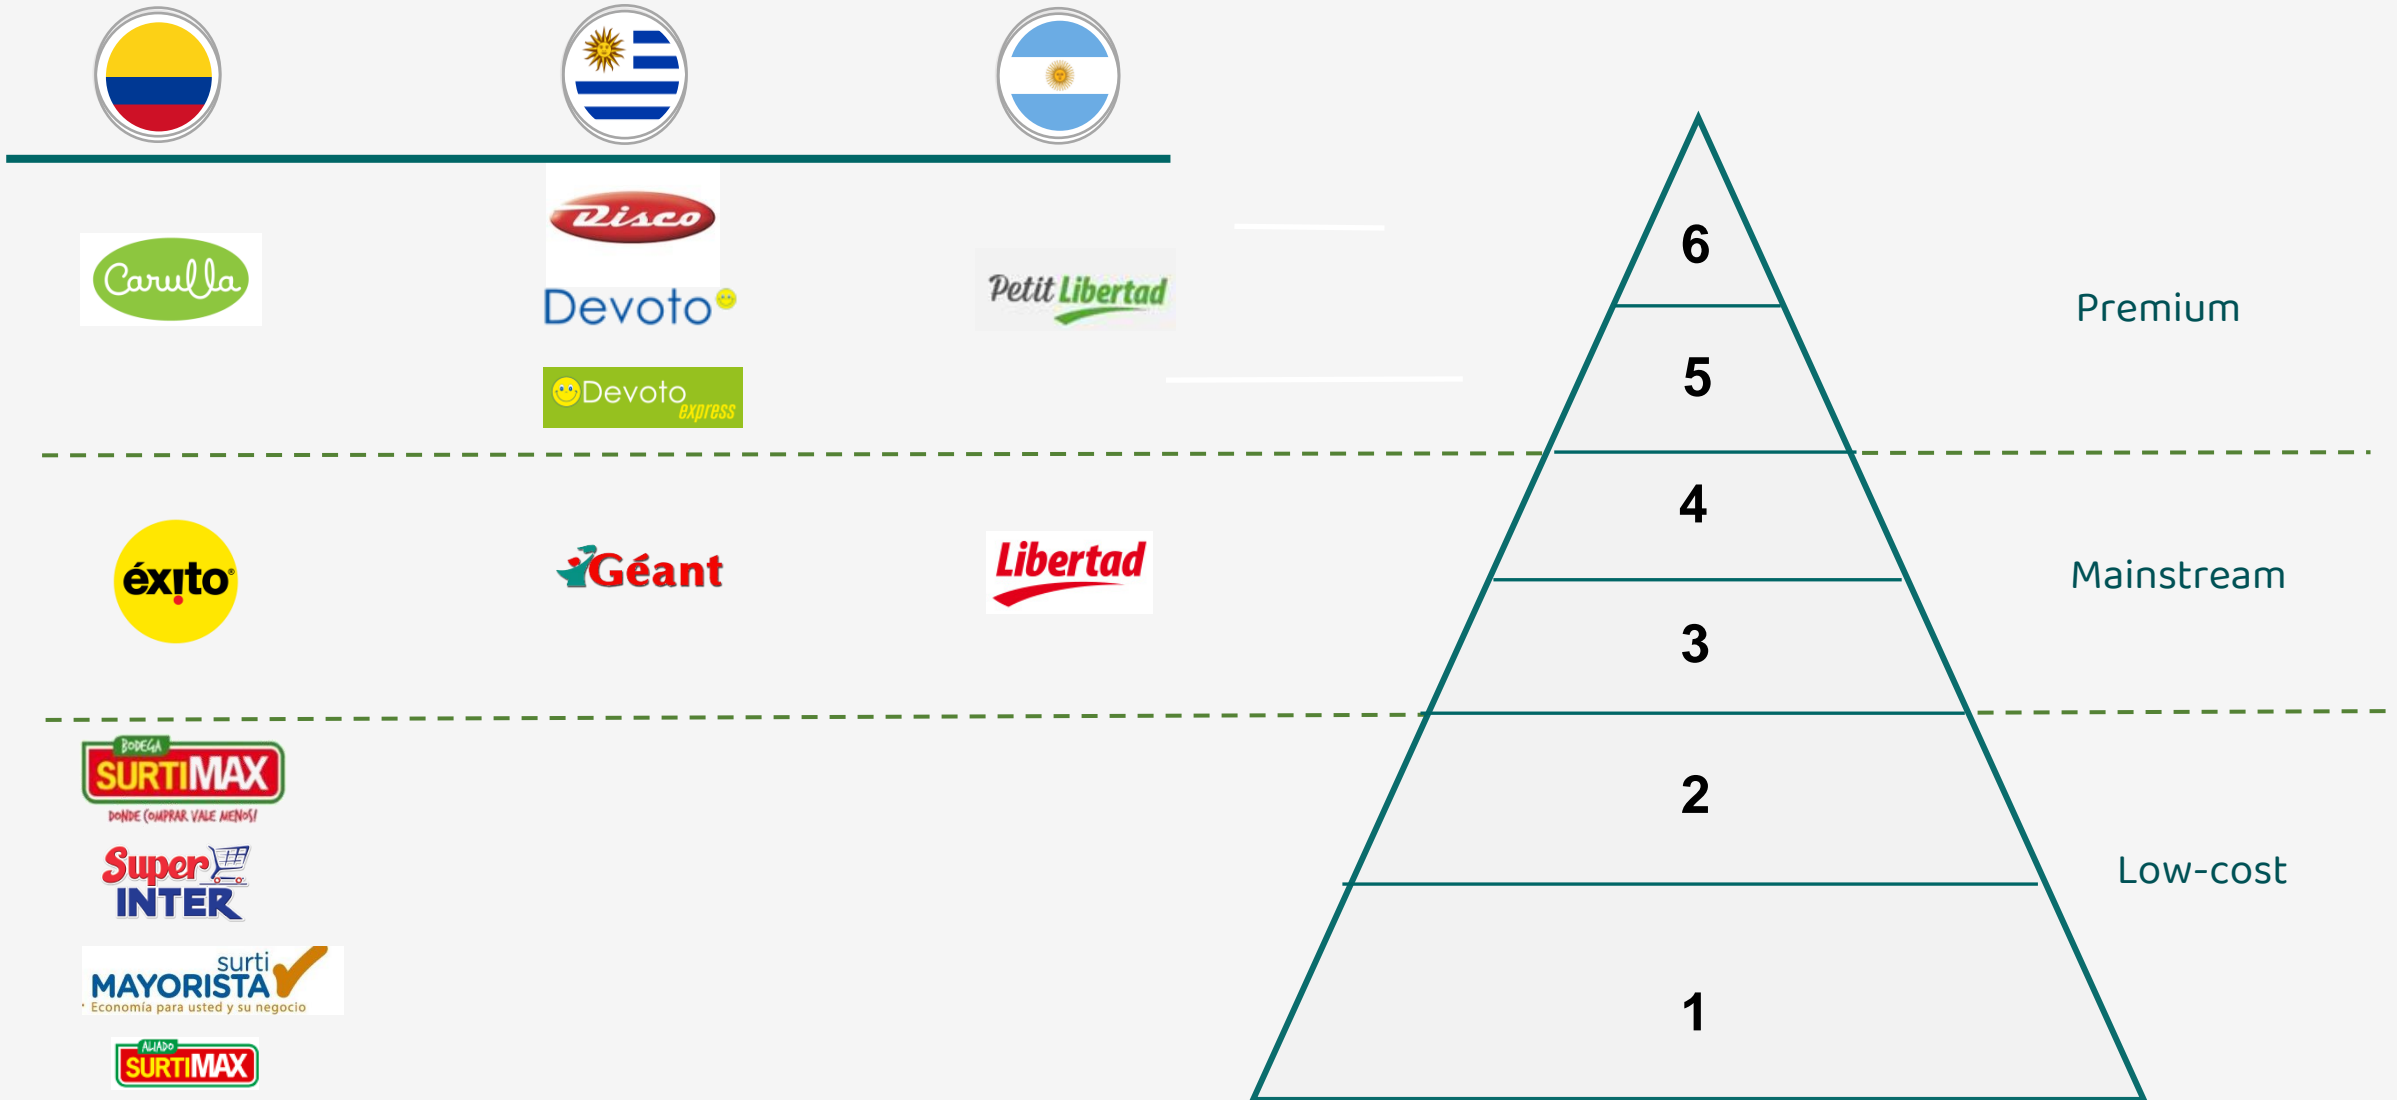 Disco
Carulla
Devoto
Petit Libertad
Devoto
express
6
5
Premium
éxito®
Géant
Libertad
4
3
Mainstream
BODEGA
SURTIMAX
DONDE COMPRAR VALE MENOS!
Super
INTER
surti
MAYORISTA
Economía para usted y su negocio
ALIADO
SURTIMAX
2
1
Low-cost